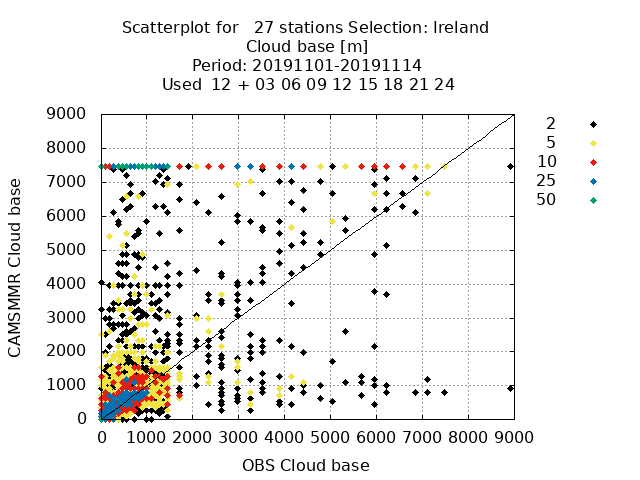 Scatterplot for   27 stations Selection: Ireland
Cloud base [m]
Period: 20191101-20191114
Used  12 + 03 06 09 12 15 18 21 24
9000
8000
7000
6000
5000
4000
3000
2000
1000
0
0 1000 2000 3000 4000 5000 6000 7000 8000 9000
CAMSMMR Cloud base
OBS Cloud base
2
5
10
25
50